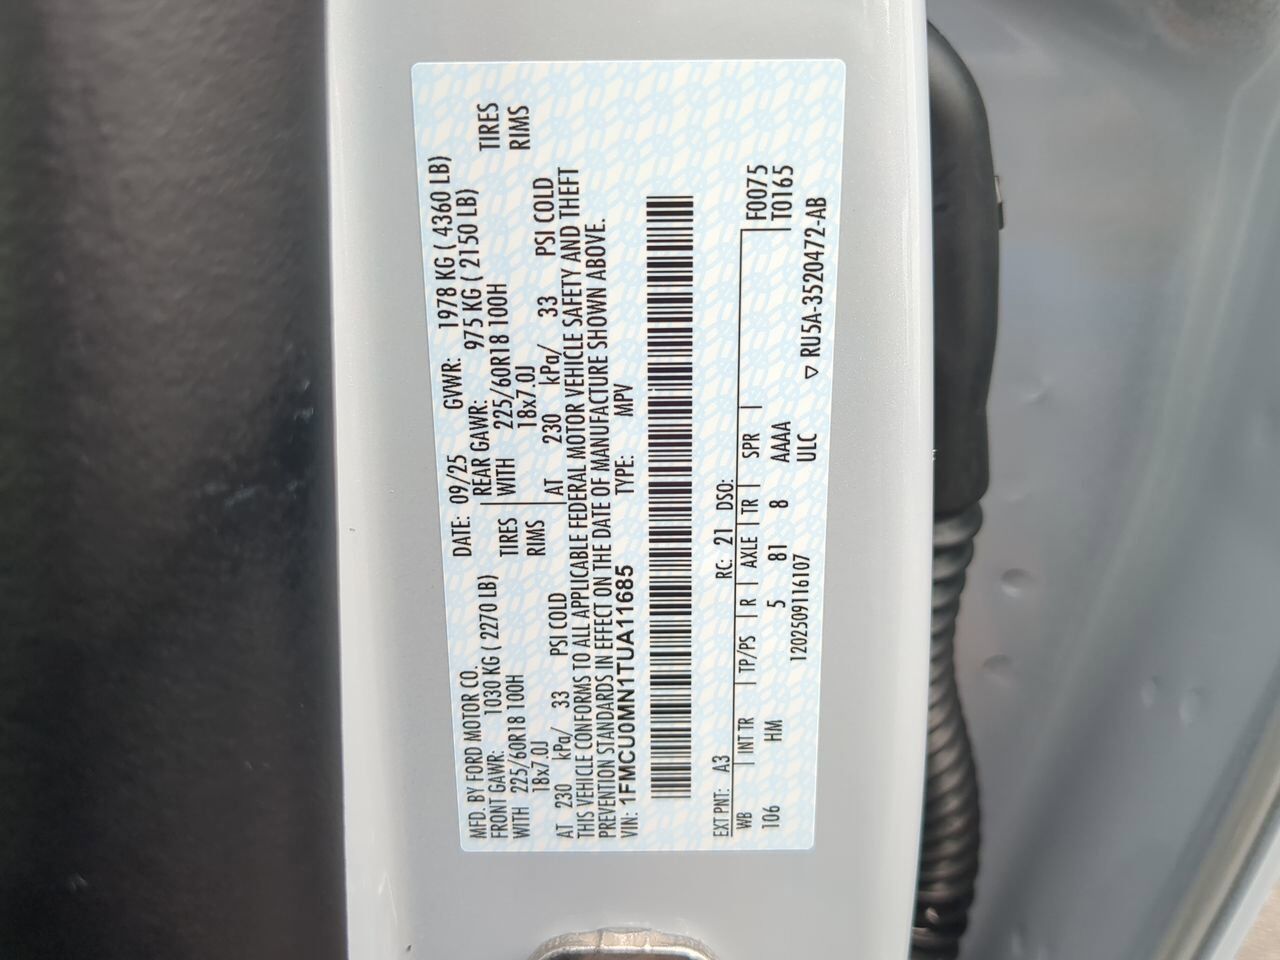 MFD. BY FORD MOTOR CO.
DATE: 09/25 GVWR: 1978 KG ( 4360 LB)
FRONT GAWR: 1030 KG ( 2270 LB)
REAR GAWR: 975 KG ( 2150 LB)
WITH 225/60R18 100H TIRES
WITH 225/60R18 100H TIRES
18x7.0J RIMS
18x7.0J RIMS
AT 230 kPa/ 33 PSI COLD
AT 230 kPa/ 33 PSI COLD
THIS VEHICLE CONFORMS TO ALL APPLICABLE FEDERAL MOTOR VEHICLE SAFETY AND THEFT
PREVENTION STANDARDS IN EFFECT ON THE DATE OF MANUFACTURE SHOWN ABOVE.
VIN: 1FMCU0MN1TUA11685 TYPE: MPV
EXT PNT: A3 RC: 21 DSO: F0075
WB INT TR TP/PS R AXLE TR SPR T0165
106 HM 5 81 8 AAAA
1202509116107 ULC RU5A-3520472-AB